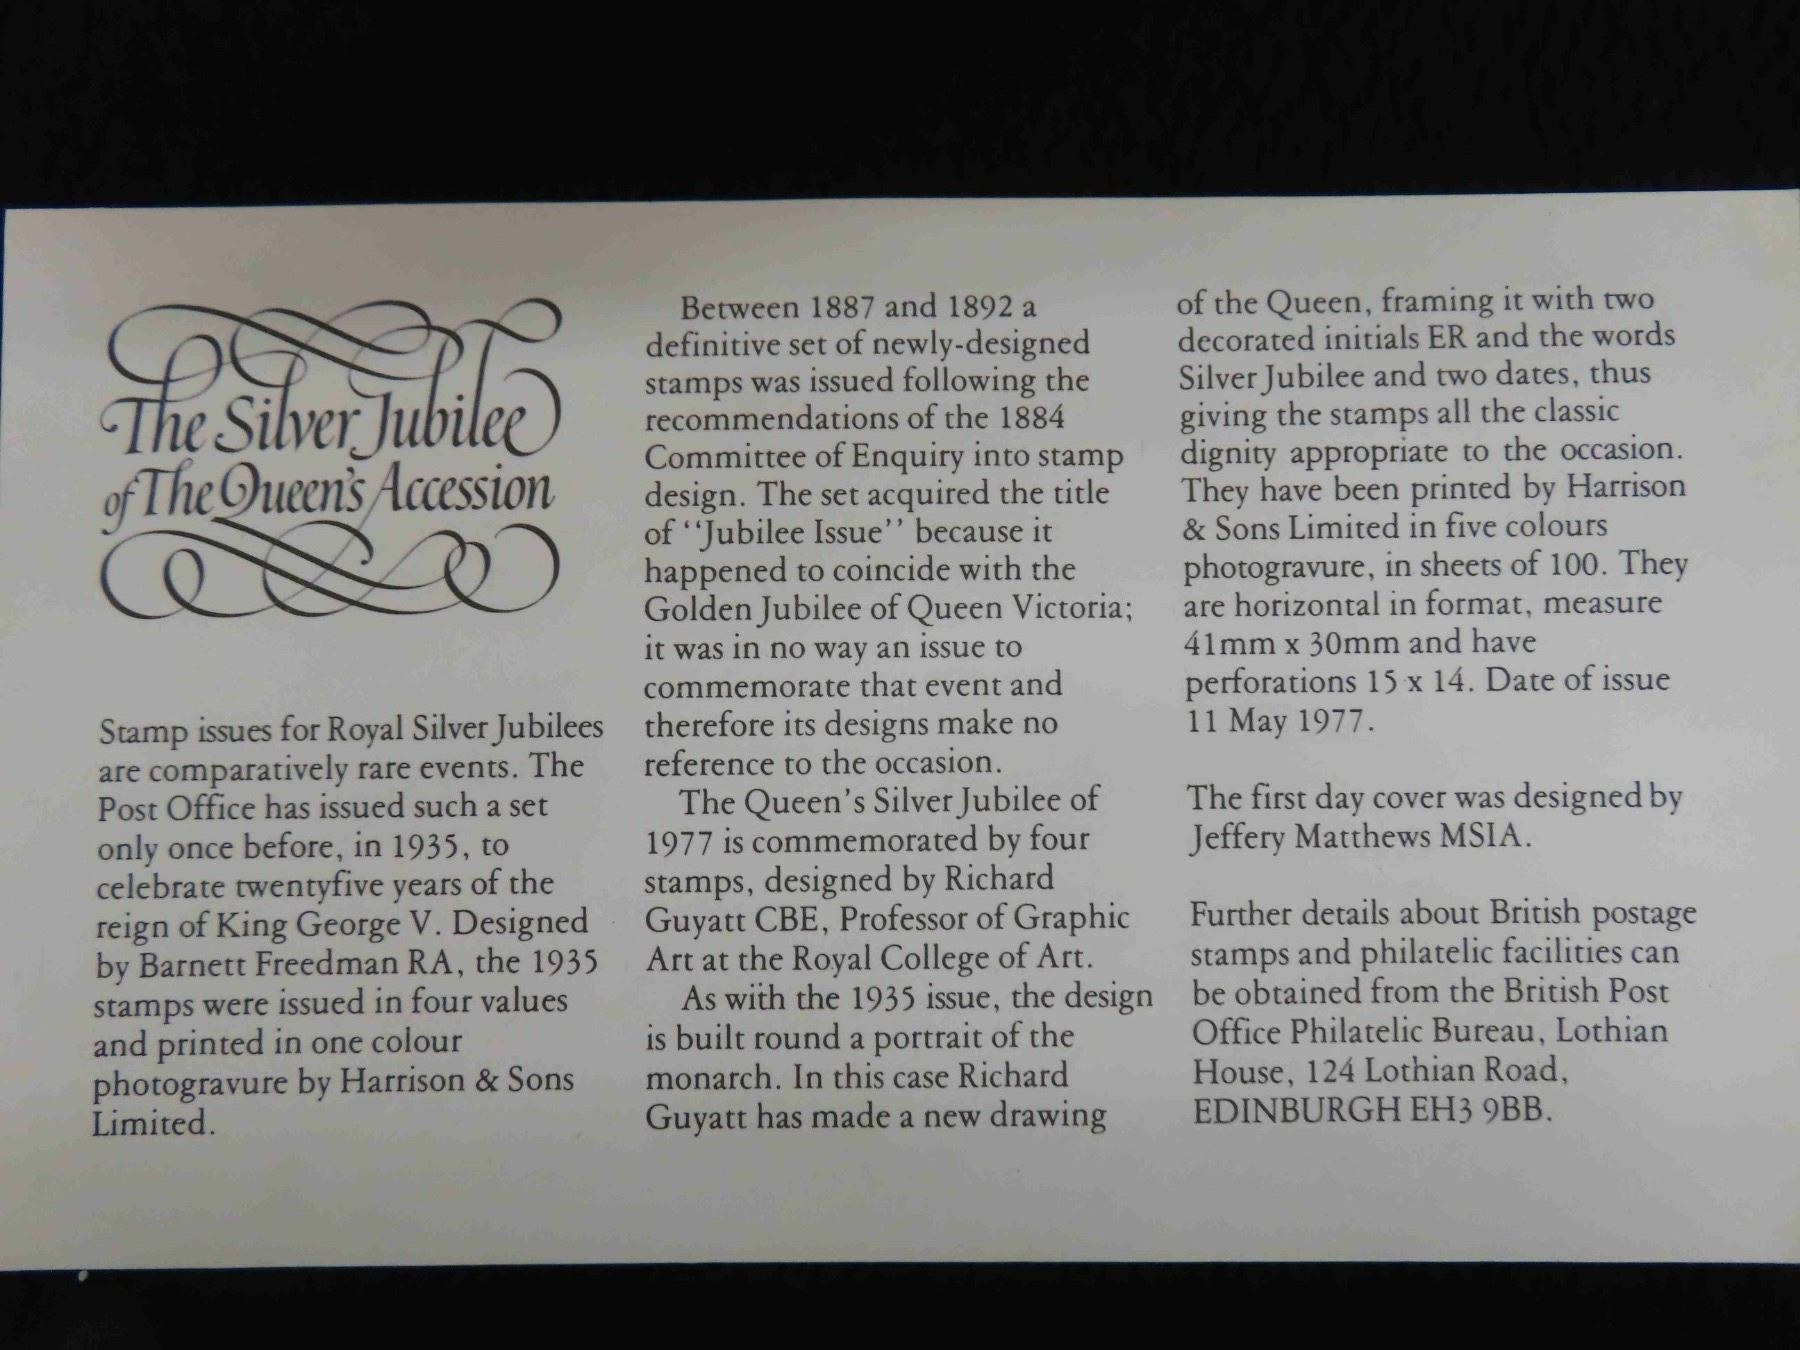 The Silver Jubilee
of The Queen's Accession
Stamp issues for Royal Silver Jubilees
are comparatively rare events. The
Post Office has issued such a set
only once before, in 1935, to
celebrate twentyfive years of the
reign of King George V. Designed
by Barnett Freedman RA, the 1935
stamps were issued in four values
and printed in one colour
photogravure by Harrison & Sons
Limited.
Between 1887 and 1892 a
definitive set of newly-designed
stamps was issued following the
recommendations of the 1884
Committee of Enquiry into stamp
design. The set acquired the title
of ‘‘Jubilee Issue’’ because it
happened to coincide with the
Golden Jubilee of Queen Victoria;
it was in no way an issue to
commemorate that event and
therefore its designs make no
reference to the occasion.
The Queen’s Silver Jubilee of
1977 is commemorated by four
stamps, designed by Richard
Guyatt CBE, Professor of Graphic
Art at the Royal College of Art.
As with the 1935 issue, the design
is built round a portrait of the
monarch. In this case Richard
Guyatt has made a new drawing
of the Queen, framing it with two
decorated initials ER and the words
Silver Jubilee and two dates, thus
giving the stamps all the classic
dignity appropriate to the occasion.
They have been printed by Harrison
& Sons Limited in five colours
photogravure, in sheets of 100. They
are horizontal in format, measure
41mm x 30mm and have
perforations 15 x 14. Date of issue
11 May 1977.
The first day cover was designed by
Jeffery Matthews MSIA.
Further details about British postage
stamps and philatelic facilities can
be obtained from the British Post
Office Philatelic Bureau, Lothian
House, 124 Lothian Road,
EDINBURGH EH3 9BB.